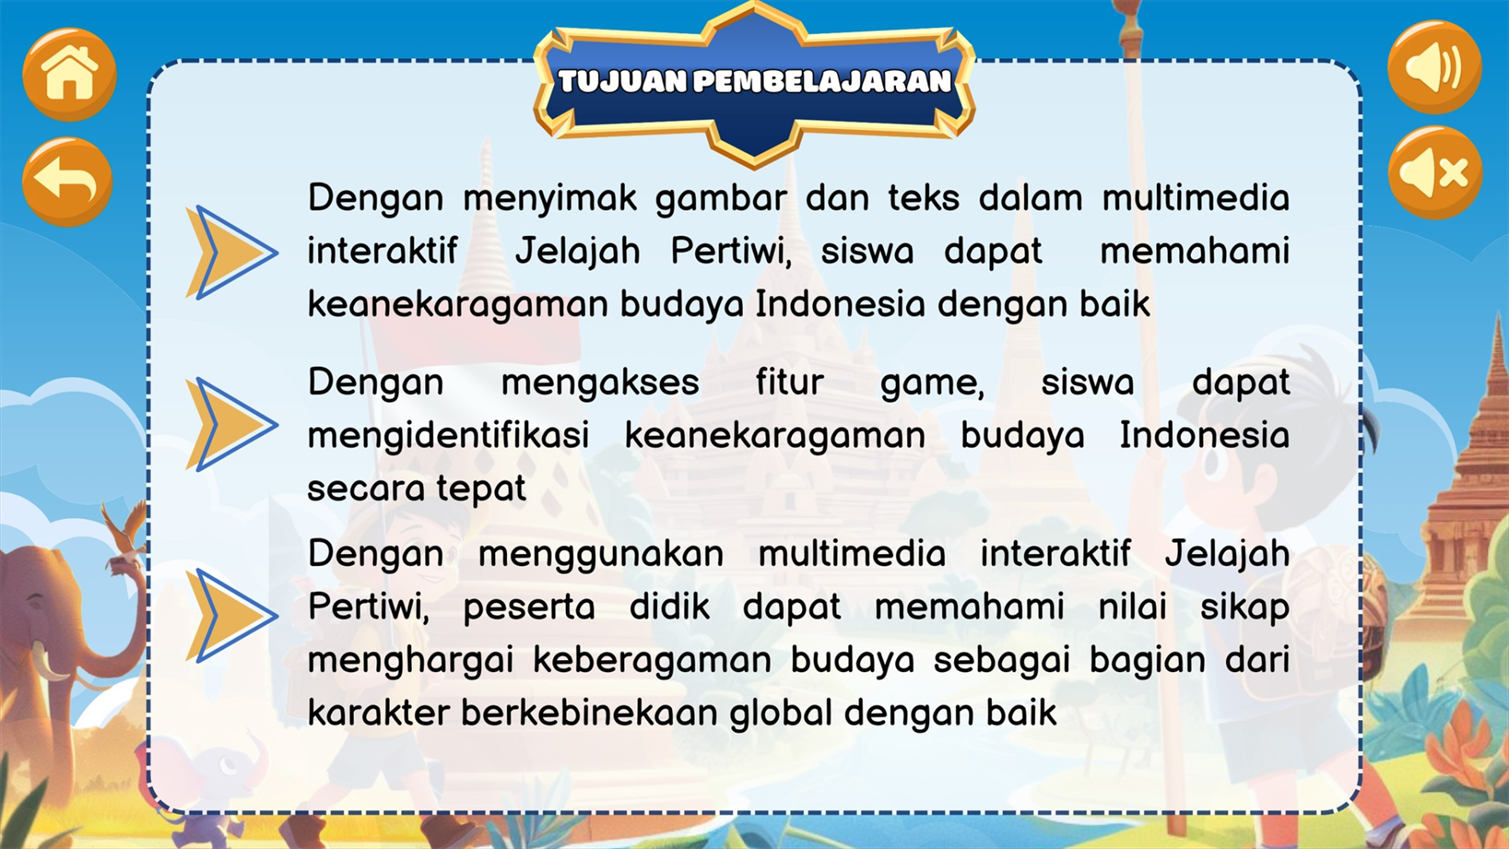 TUJUAN PEMBELAJARAN
Dengan menyimak gambar dan teks dalam multimedia
interaktif Jelajah Pertiwi, siswa dapat memahami
keanekaragaman budaya Indonesia dengan baik
Dengan mengakses fitur game, siswa dapat
mengidentifikasi keanekaragaman budaya Indonesia
secara tepat
Dengan menggunakan multimedia interaktif Jelajah
Pertiwi, peserta didik dapat memahami nilai sikap
menghargai keberagaman budaya sebagai bagian dari
karakter berkebinekaan global dengan baik